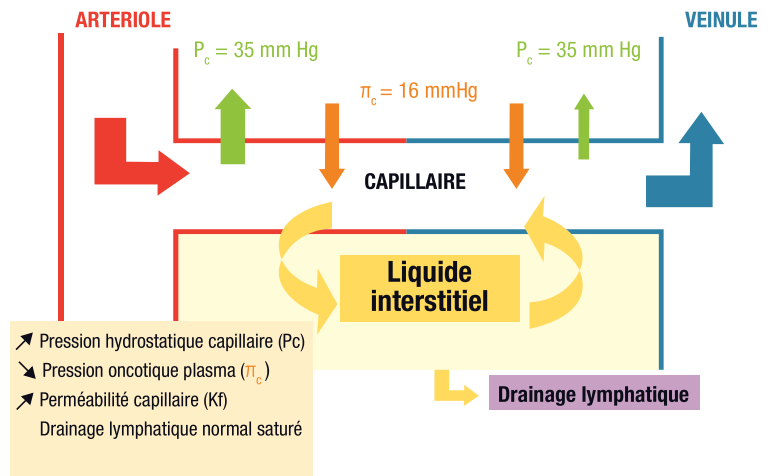 ARTERIOLE
VEINULE
Pc = 35 mm Hg
Pc = 35 mm Hg
πc = 16 mmHg
CAPILLAIRE
Liquide
interstitiel
Pression hydrostatique capillaire (Pc)
Pression oncotique plasma (πc)
Perméabilité capillaire (Kf)
Drainage lymphatique normal saturé
Drainage lymphatique